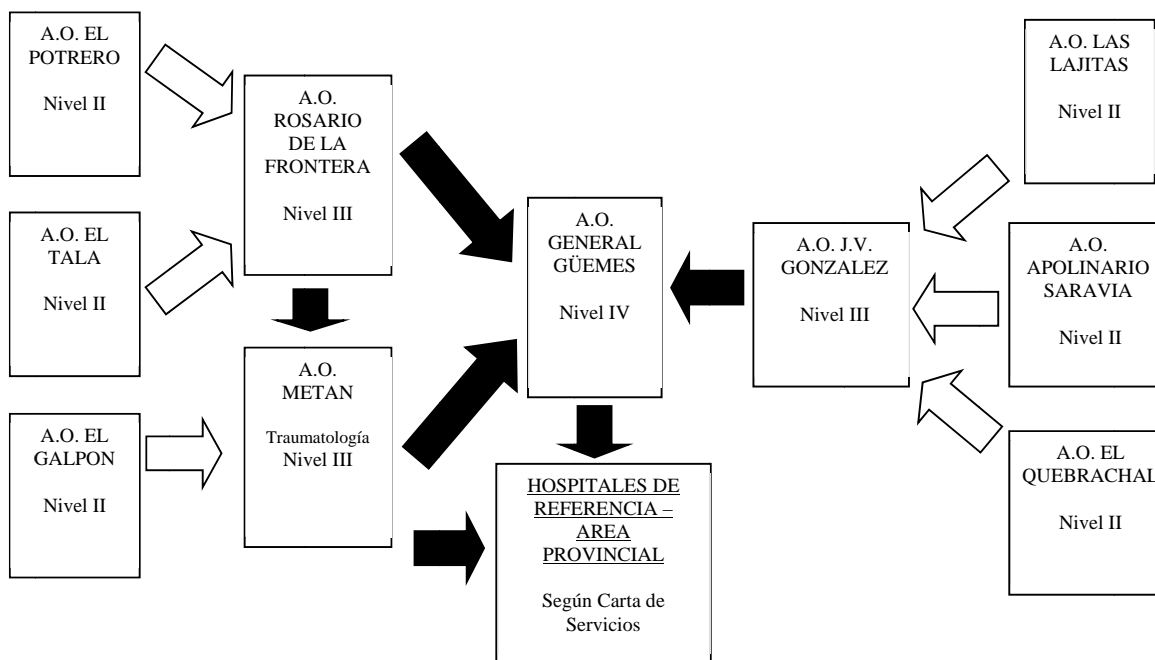 A.O. EL
POTRERO
Nivel II
A.O. EL
TALA
Nivel II
A.O. EL
GALPON
Nivel II
A.O.
ROSARIO
DE LA
FRONTERA
Nivel III
A.O.
METAN
Traumatología
Nivel III
A.O.
GENERAL
GÜEMES
Nivel IV
HOSPITALES DE
REFERENCIA –
AREA
PROVINCIAL
Según Carta de
Servicios
A.O. J.V.
GONZALEZ
Nivel III
A.O. LAS
LAJITAS
Nivel II
A.O.
APOLINARIO
SARAVIA
Nivel II
A.O. EL
QUEBRACHAL
Nivel II